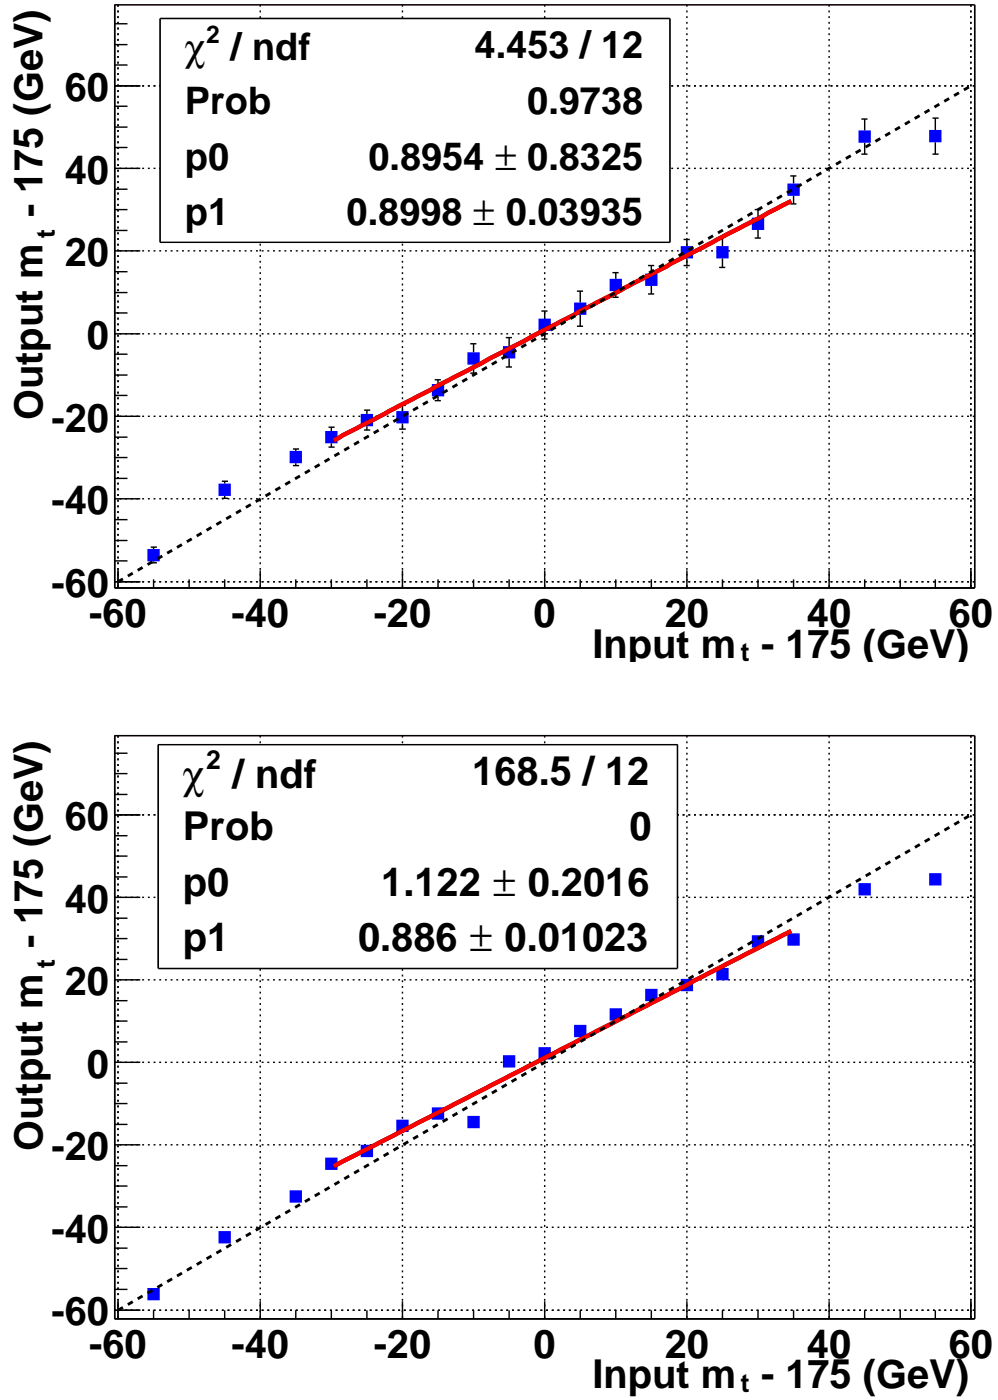 χ² / ndf 4.453 / 12
Prob 0.9738
p0 0.8954 ± 0.8325
p1 0.8998 ± 0.03935
Output m_t - 175 (GeV)
60
40
20
0
-20
-40
-60
-60 -40 -20 0 20 40 60
Input m_t - 175 (GeV)
χ² / ndf 168.5 / 12
Prob 0
p0 1.122 ± 0.2016
p1 0.886 ± 0.01023
Output m_t - 175 (GeV)
60
40
20
0
-20
-40
-60
-60 -40 -20 0 20 40 60
Input m_t - 175 (GeV)